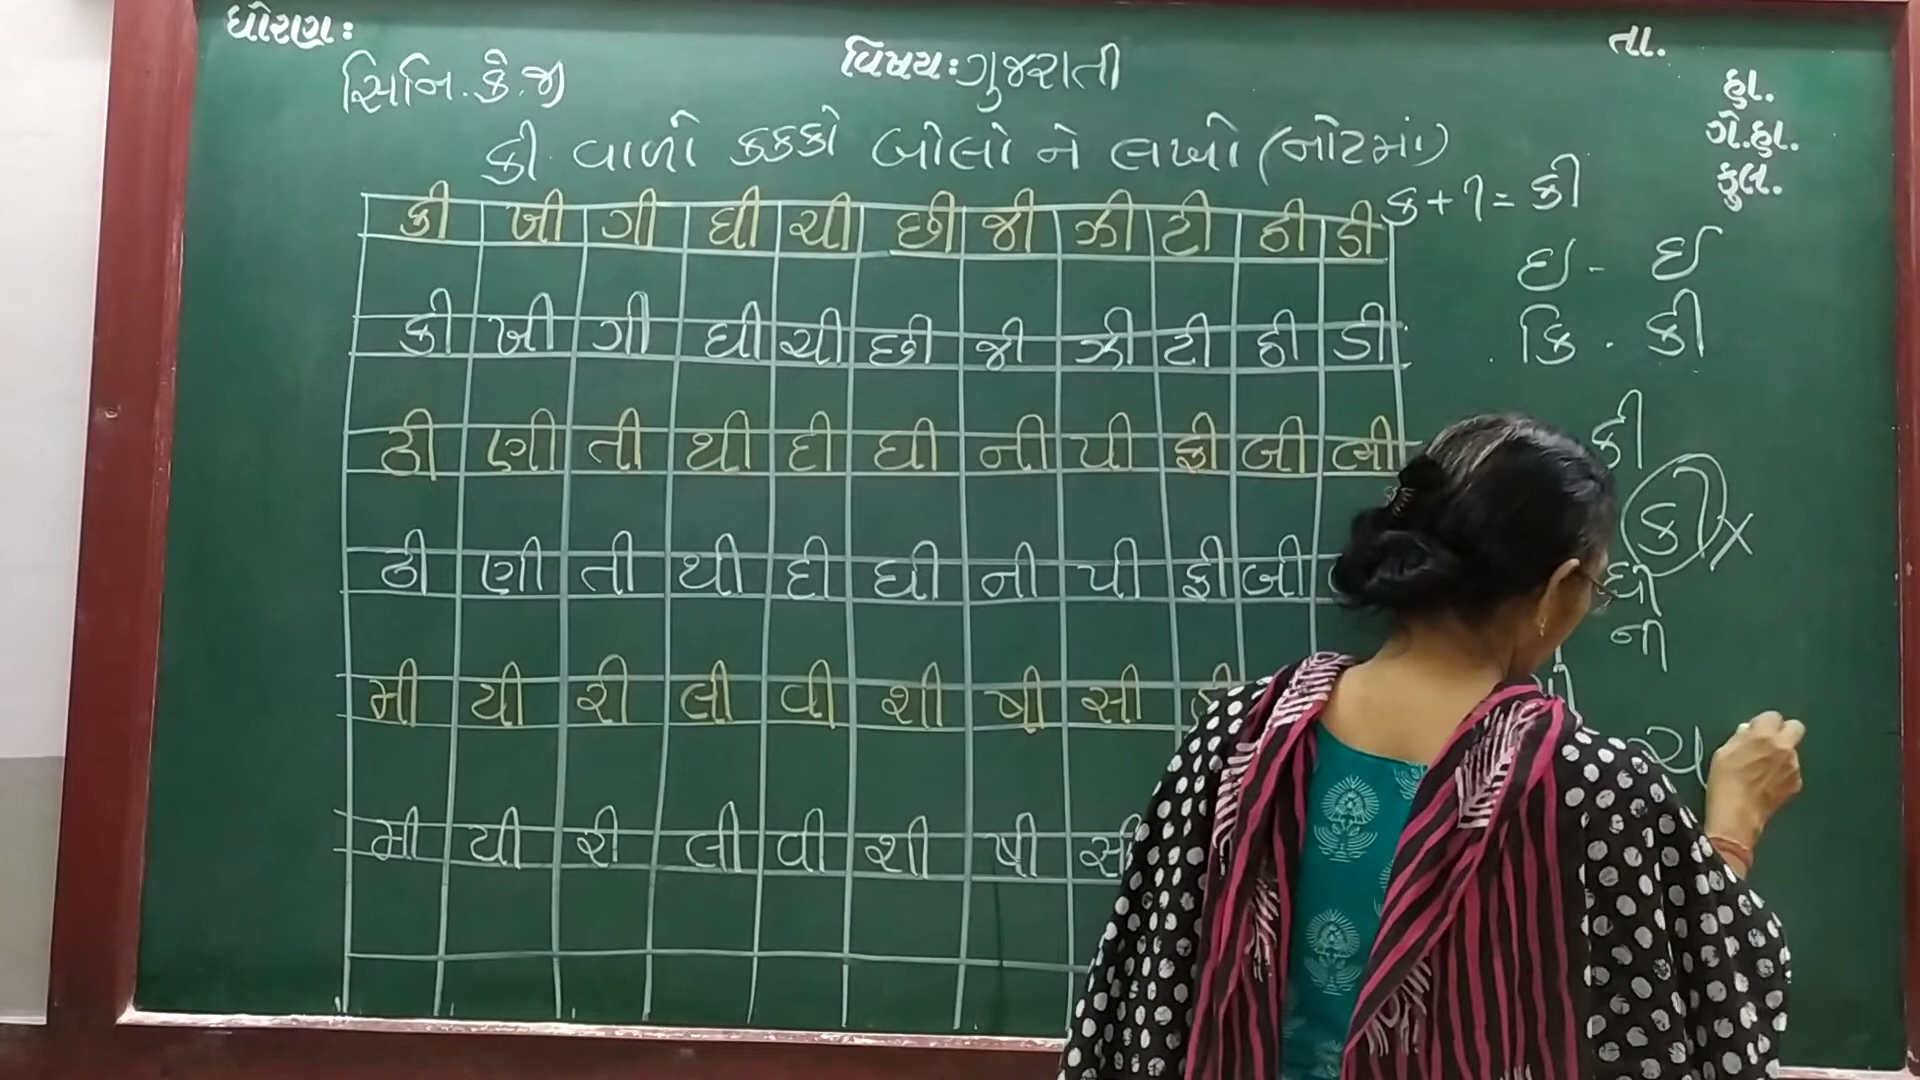 ધોરણ:
સિનિ. કે.જી
વિષય: ગુજરાતી
તા.
હા.
ગે.હા.
કુલ.
કી વાળો કક્કો બોલો ને લખો (નોટમાં)
ક + ી = કી
ઇ - ઈ
કિ - કી
કી ખી ગી ઘી ચી છી જી ઝી ટી ઠી ડી
કી ખી ગી ઘી ચી છી જી ઝી ટી ઠી ડી
ઢી ણી તી થી દી ધી ની પી ફી બી ભી
ઢી ણી તી થી દી ધી ની પી ફી બી
મી યી રી લી વી શી ષી સી
મી યી રી લી વી શી ષી સી
કી
કી x